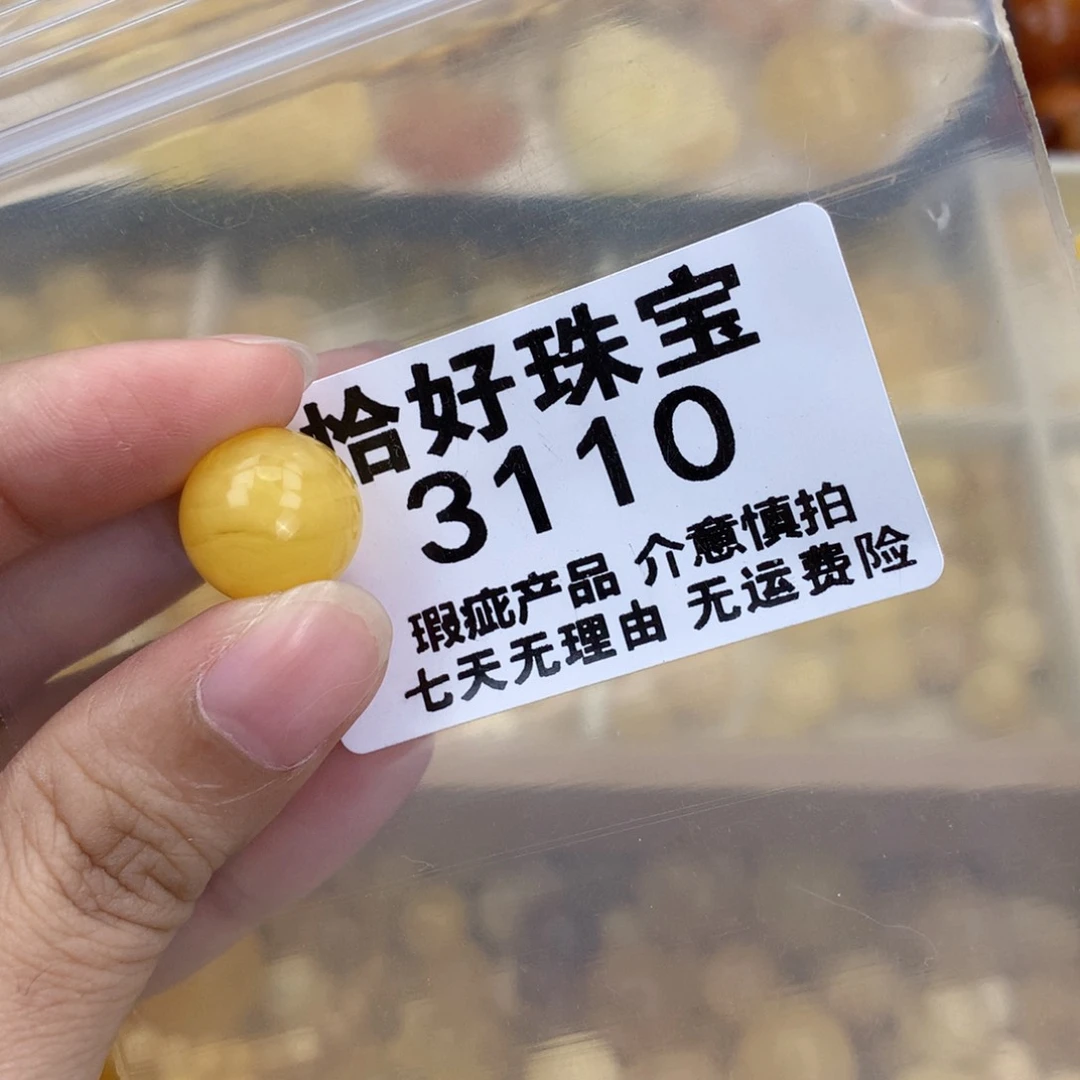 恰好珠宝
3110
瑕疵产品 介意慎拍
七天无理由 无运费险